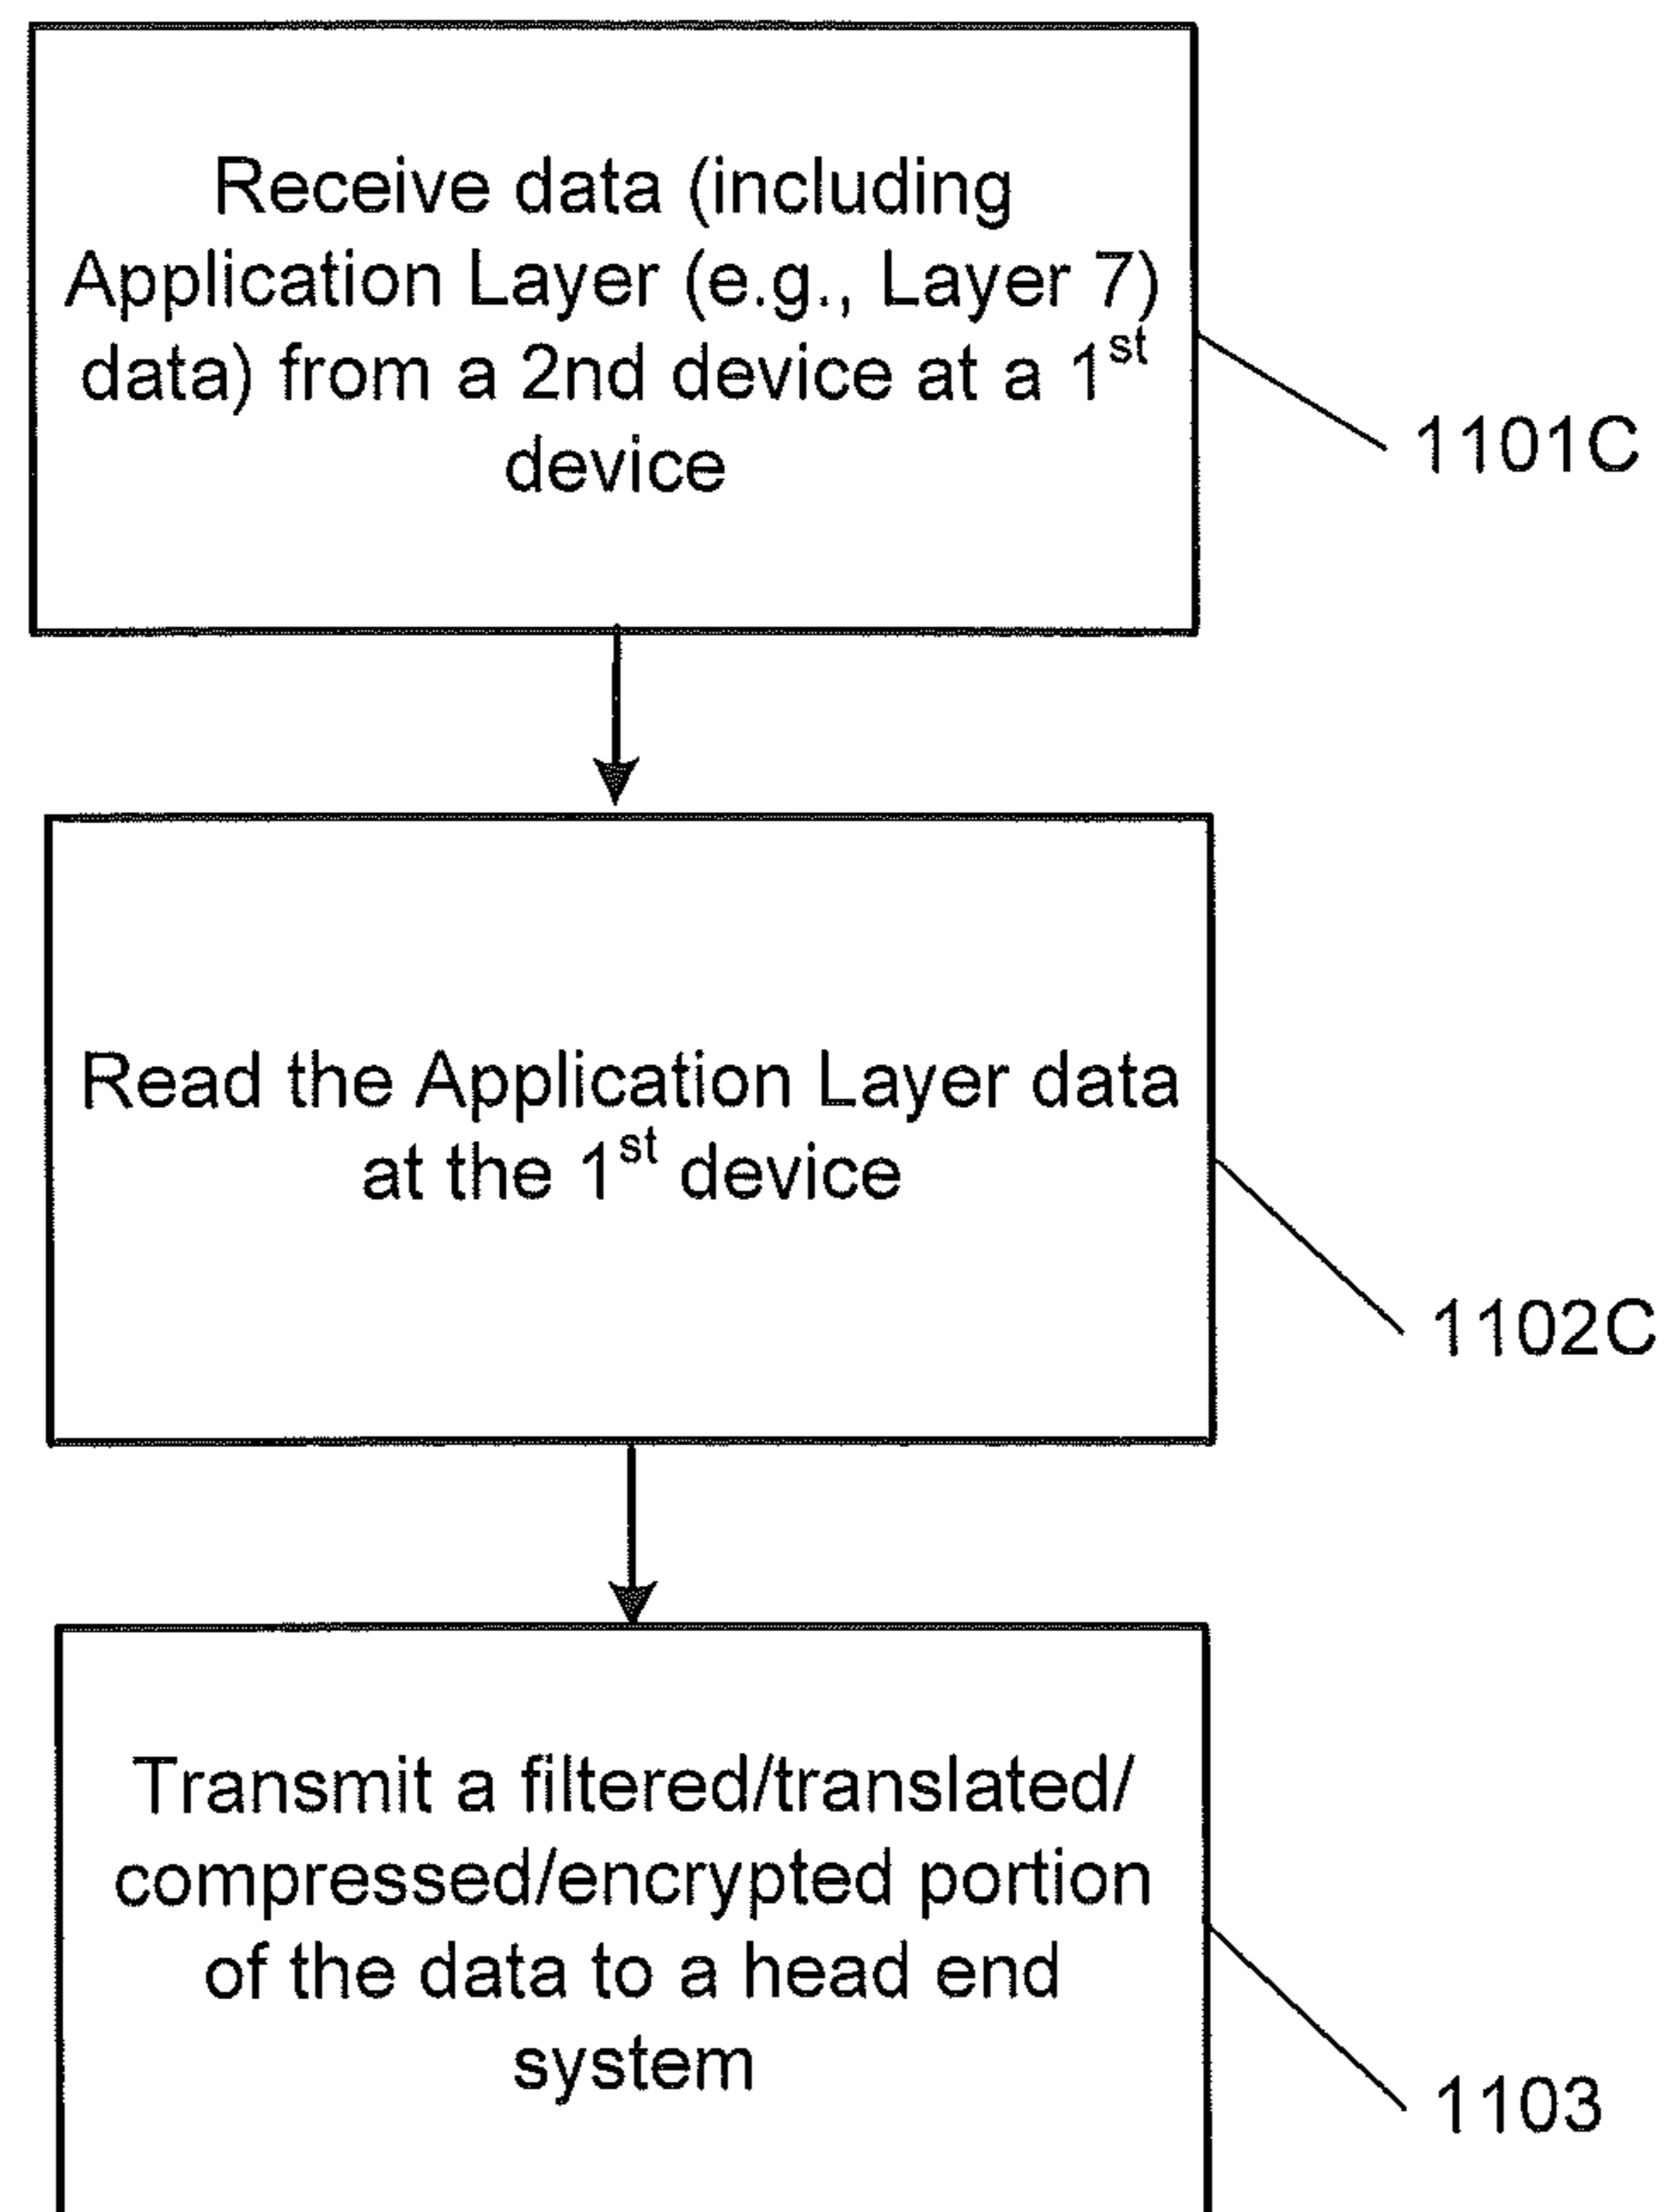 Receive data (including
Application Layer (e.g., Layer 7)
data) from a 2nd device at a 1st
device
1101C
Read the Application Layer data
at the 1st device
1102C
Transmit a filtered/translated/
compressed/encrypted portion
of the data to a head end
system
1103